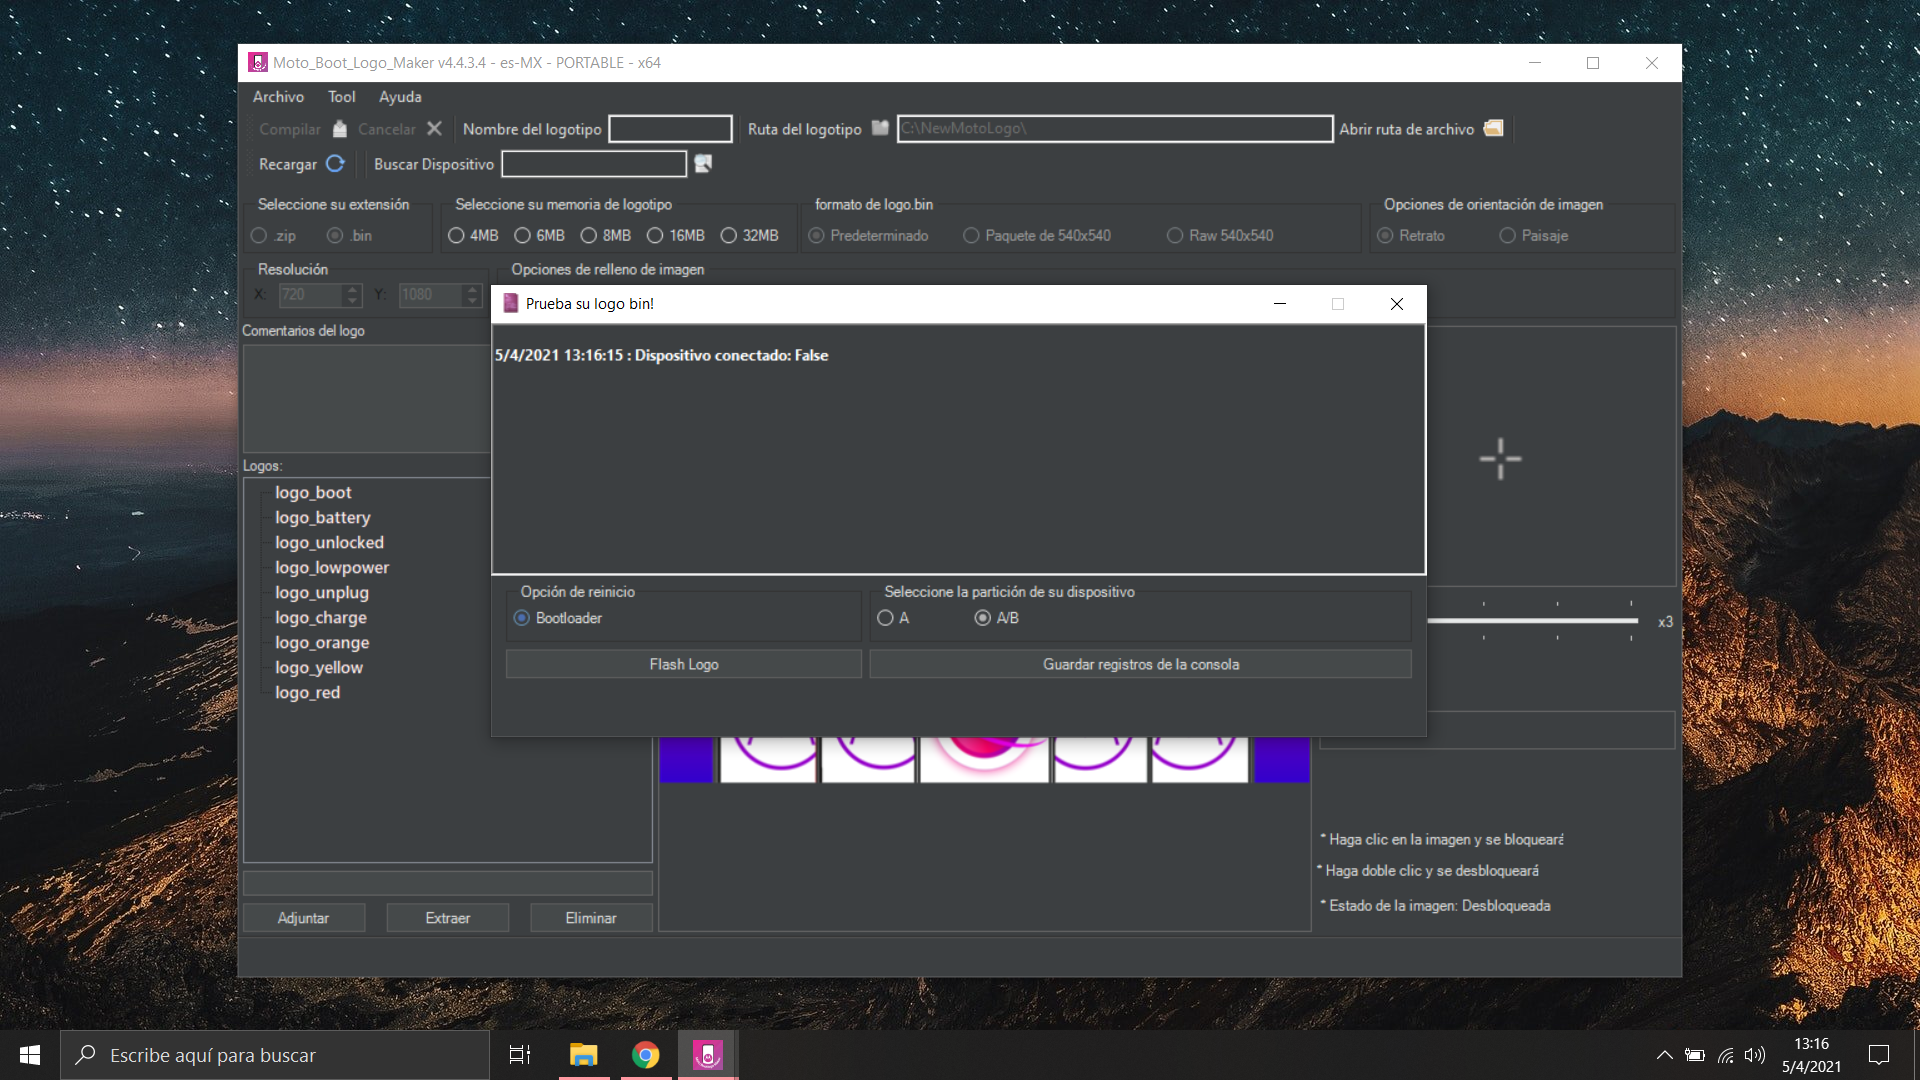 Moto_Boot_Logo_Maker v4.4.3.4 - es-MX - PORTABLE - x64
Archivo Tool Ayuda
Compilar Cancelar Nombre del logotipo Ruta del logotipo C:\NewMotoLogo\ Abrir ruta de archivo
Recargar Buscar Dispositivo
Seleccione su extensión Seleccione su memoria de logotipo formato de logo.bin Opciones de orientación de imagen
.zip .bin 4MB 6MB 8MB 16MB 32MB Predeterminado Paquete de 540x540 Raw 540x540 Retrato Paisaje
Resolución Opciones de relleno de imagen
X: 720 Y: 1080
Prueba su logo bin!
Comentarios del logo
5/4/2021 13:16:15 : Dispositivo conectado: False
Logos:
logo_boot
logo_battery
logo_unlocked
logo_lowpower
logo_unplug
logo_charge
logo_orange
logo_yellow
logo_red
Opción de reinicio Seleccione la partición de su dispositivo
Bootloader A A/B
x3
Flash Logo Guardar registros de la consola
* Haga clic en la imagen y se bloqueará
* Haga doble clic y se desbloqueará
* Estado de la imagen: Desbloqueada
Adjuntar Extraer Eliminar
Escribe aquí para buscar
13:16
5/4/2021